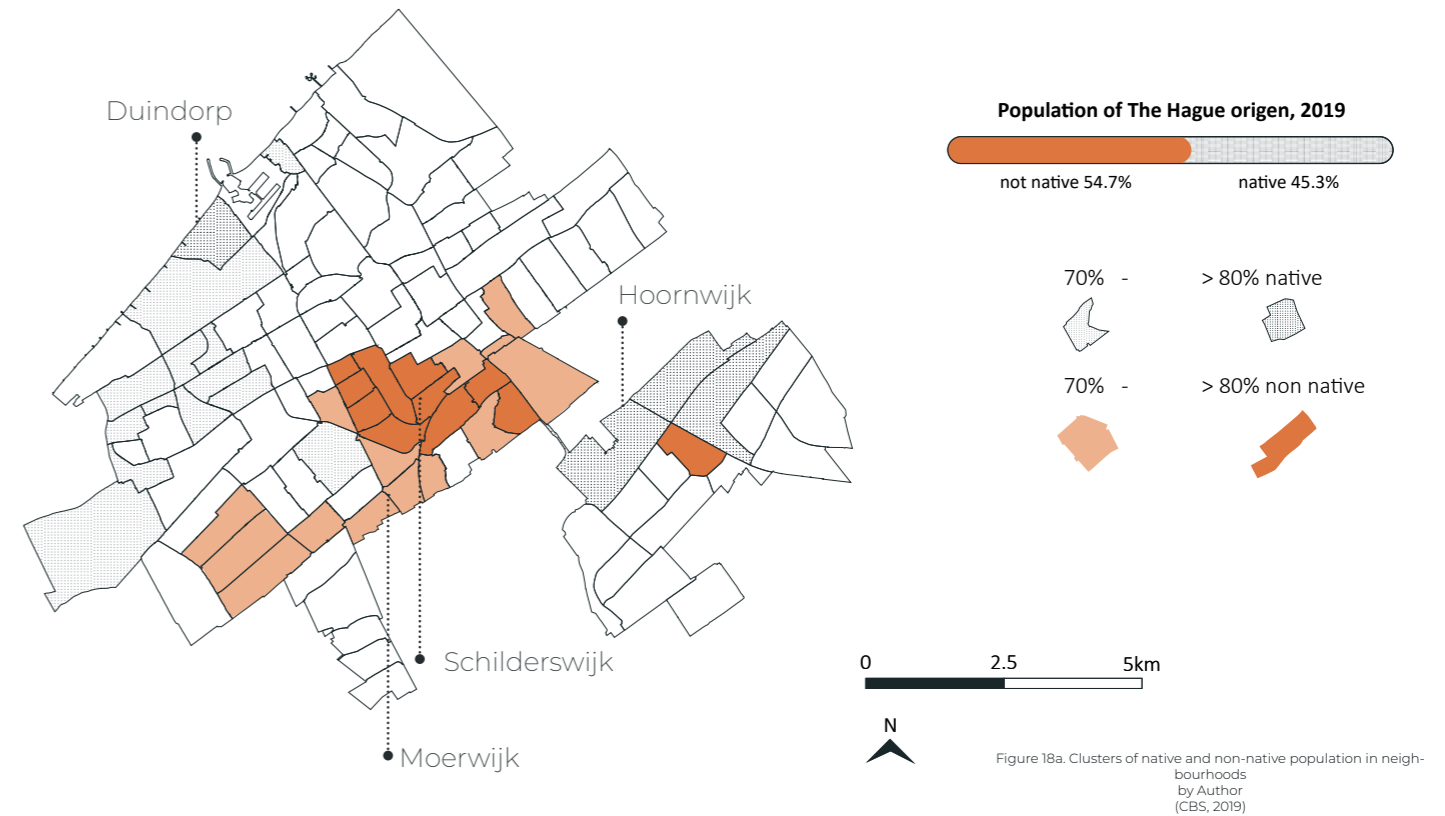 Duindorp
Population of The Hague origen, 2019
not native 54.7%
native 45.3%
Hoornwijk
70% -
> 80% native
70% -
> 80% non native
Schilderswijk
Moerwijk
0
2.5
5km
N
Figure 18a. Clusters of native and non-native population in neigh-
bourhoods
by Author
(CBS, 2019)